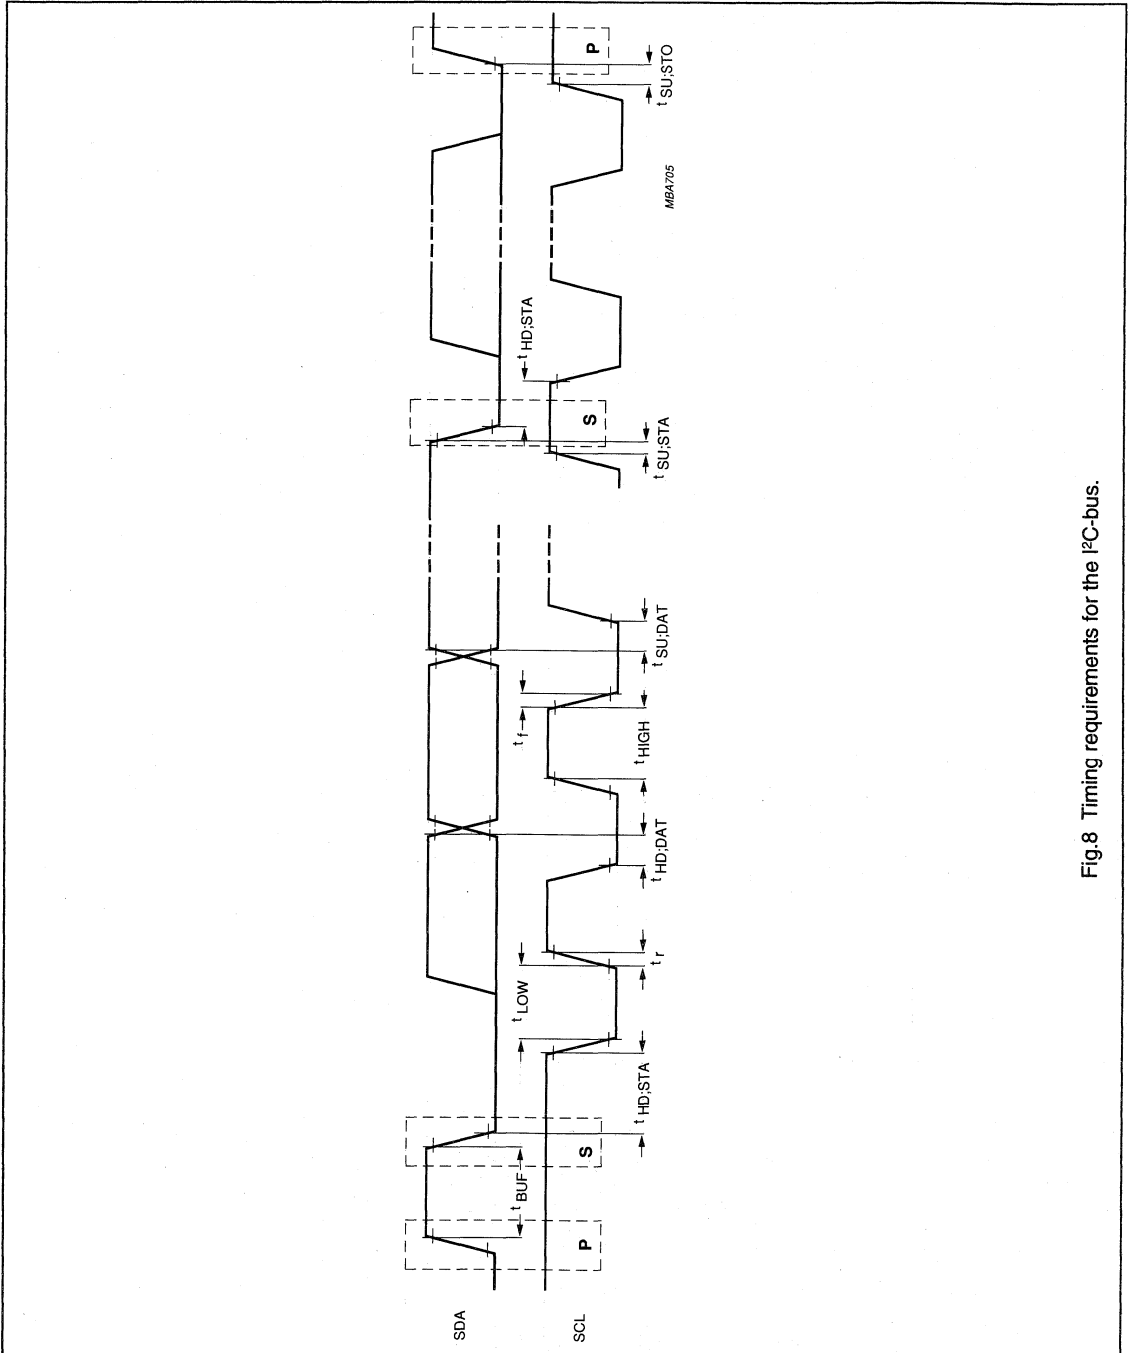 SDA
SCL
P
t BUF
S
t HD;STA
t LOW
t r
t HD;DAT
t HIGH
t f
t SU;DAT
t SU;STA
S
t HD;STA
MBA705
t SU;STO
P
Fig.8 Timing requirements for the I²C-bus.